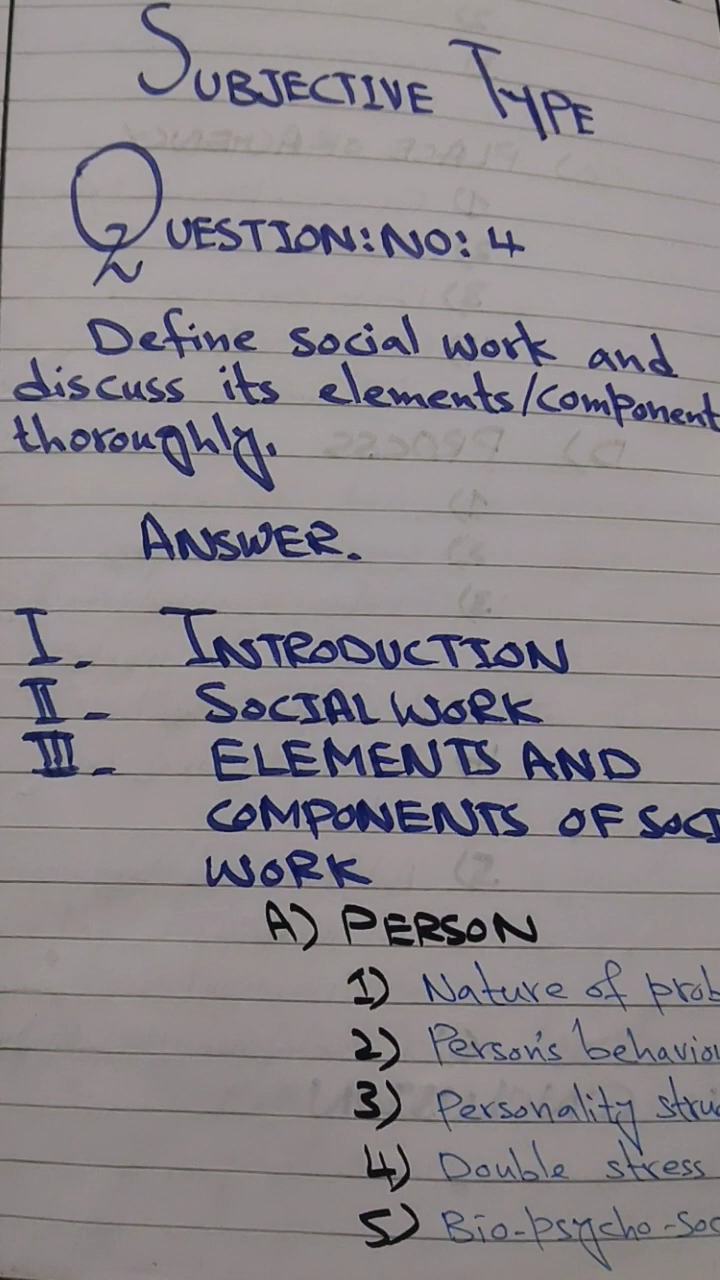 SUBJECTIVE TYPE
QUESTION:NO: 4
Define social work and
discuss its elements/component
thoroughly.
ANSWER.
I. INTRODUCTION
II - SOCIAL WORK
III - ELEMENTS AND
COMPONENTS OF SOCI
WORK
A) PERSON
1) Nature of prob
2) Person's behaviou
3) Personality stru
4) Double stress
5) Bio-psycho-soc